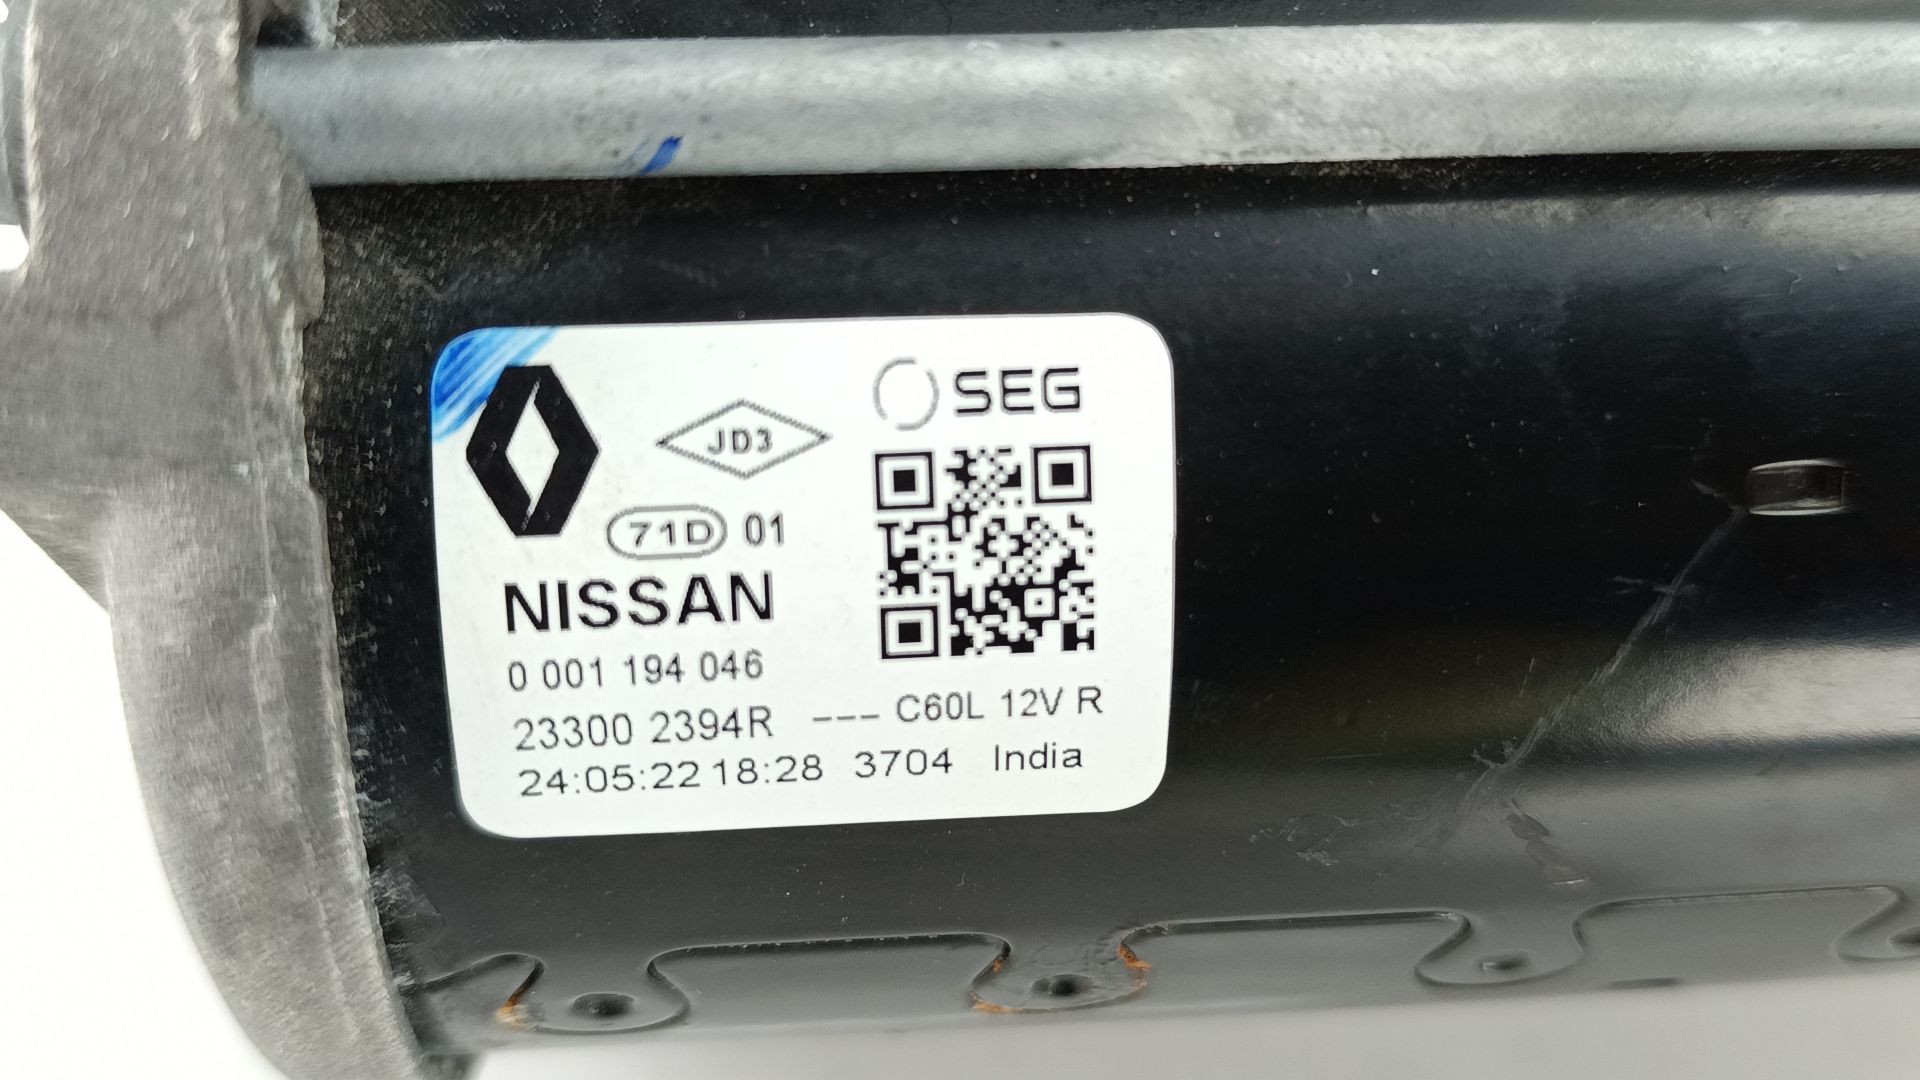 SEG
JD3
71D 01
NISSAN
0 001 194 046
23300 2394R --- C60L 12V R
24:05:22 18:28 3704 India